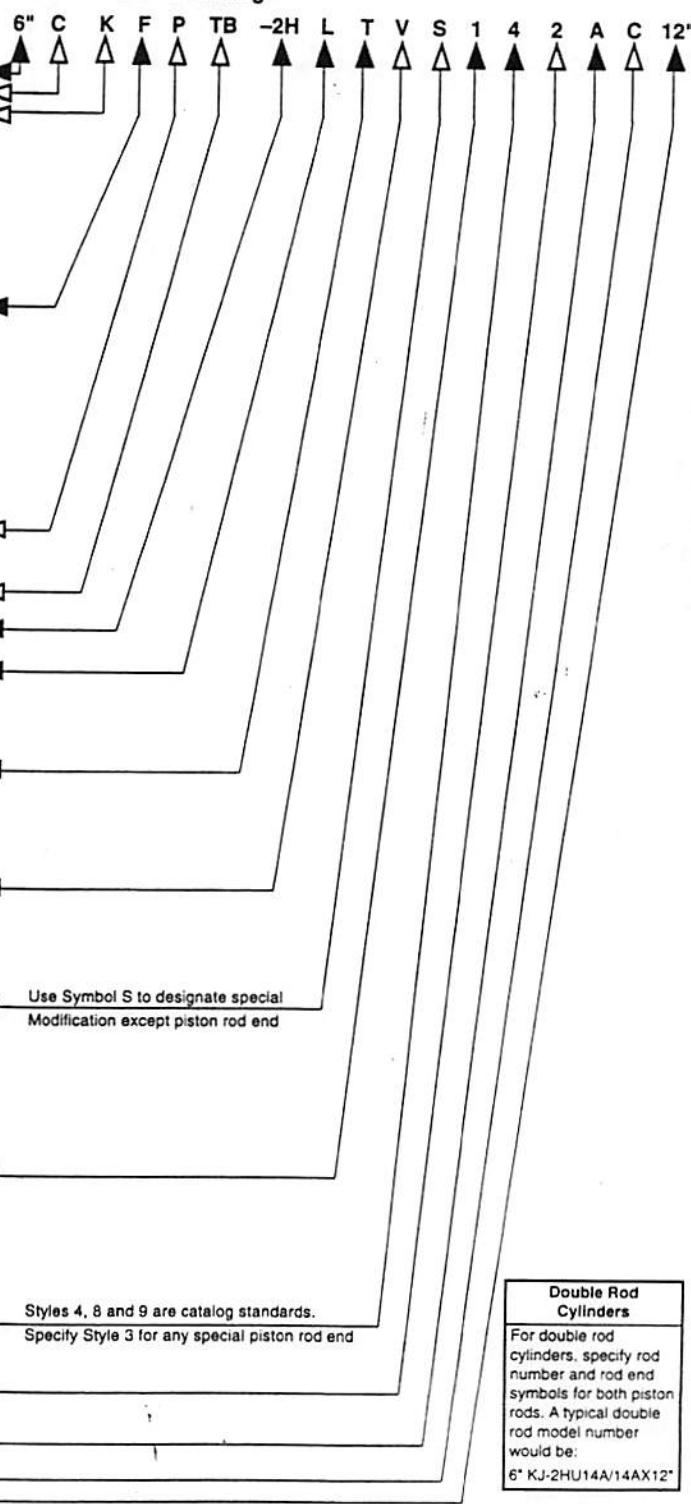 6" C K F P TB –2H L T V S 1 4 2 A C 12"
Use Symbol S to designate special
Modification except piston rod end
Styles 4, 8 and 9 are catalog standards.
Specify Style 3 for any special piston rod end
Double Rod
Cylinders
For double rod
cylinders, specify rod
number and rod end
symbols for both piston
rods. A typical double
rod model number
would be:
6" KJ-2HU14A/14AX12"